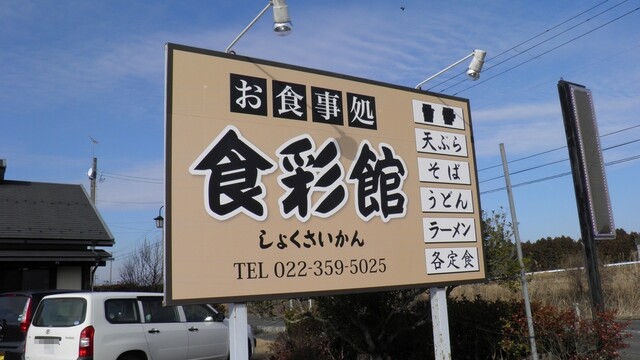 お食事処
食彩館
しょくさいかん
TEL 022-359-5025
天ぷら
そば
うどん
ラーメン
各定食